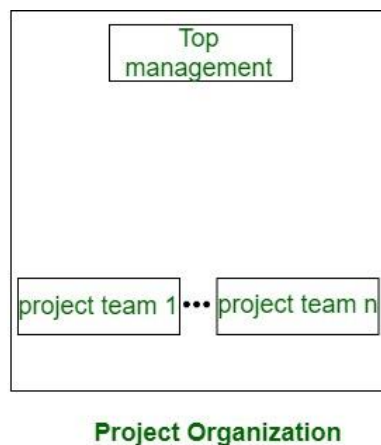 Top
management
project team 1 ••• project team n
Project Organization